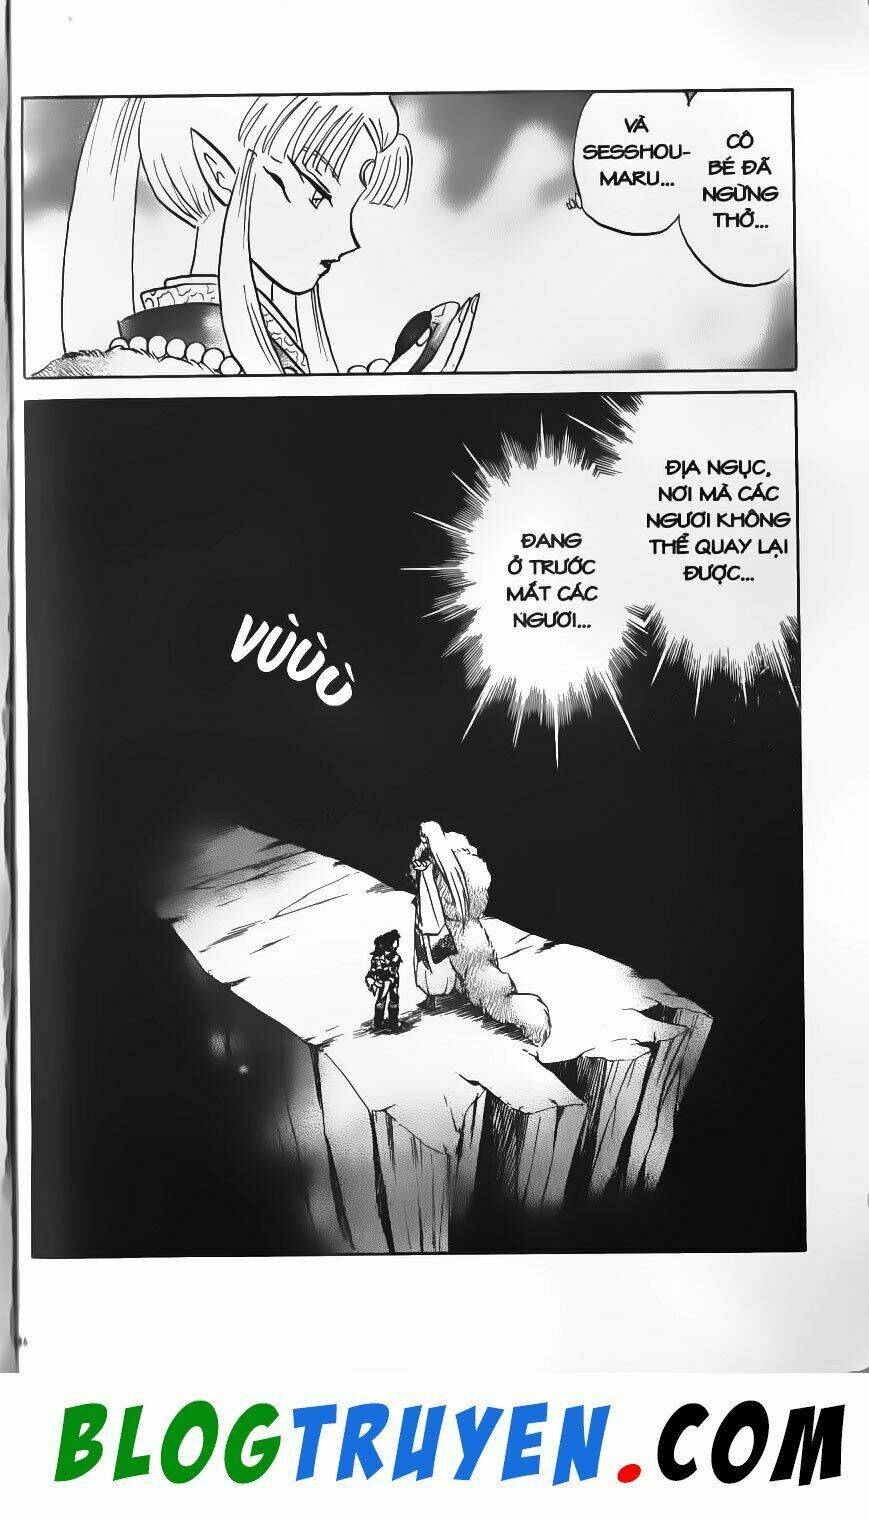 CÔ
BÉ ĐÃ
NGỪNG
THỞ...
VÀ
SESSHOU-
MARU...
ĐỊA NGỤC,
NƠI MÀ CÁC
NGƯƠI KHÔNG
THỂ QUAY LẠI
ĐƯỢC...
ĐANG
Ở TRƯỚC
MẮT CÁC
NGƯƠI...
VÙÙÙ
BLOGTRUYEN.COM